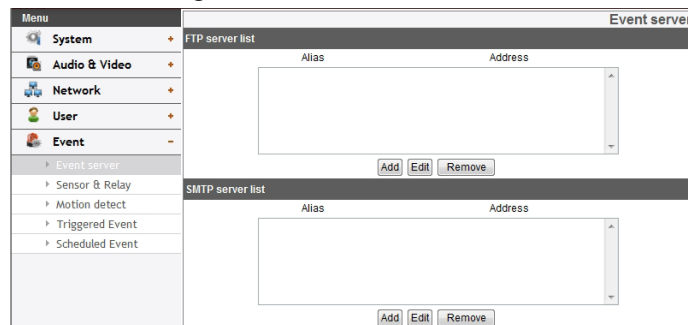 Menu
System
Audio & Video
Network
User
Event
Event server
Sensor & Relay
Motion detect
Triggered Event
Scheduled Event
Event server
FTP server list
Alias Address
Add Edit Remove
SMTP server list
Alias Address
Add Edit Remove